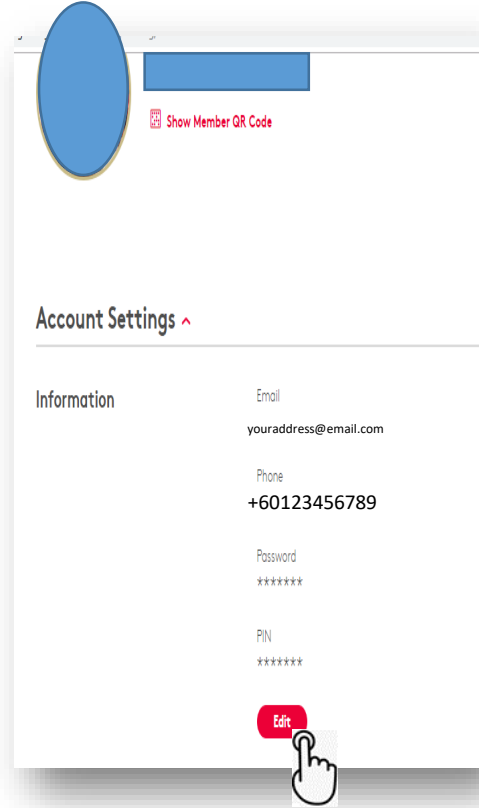 Show Member QR Code
Account Settings
Information
Email
youraddress@email.com
Phone
+60123456789
Password
*******
PIN
*******
Edit